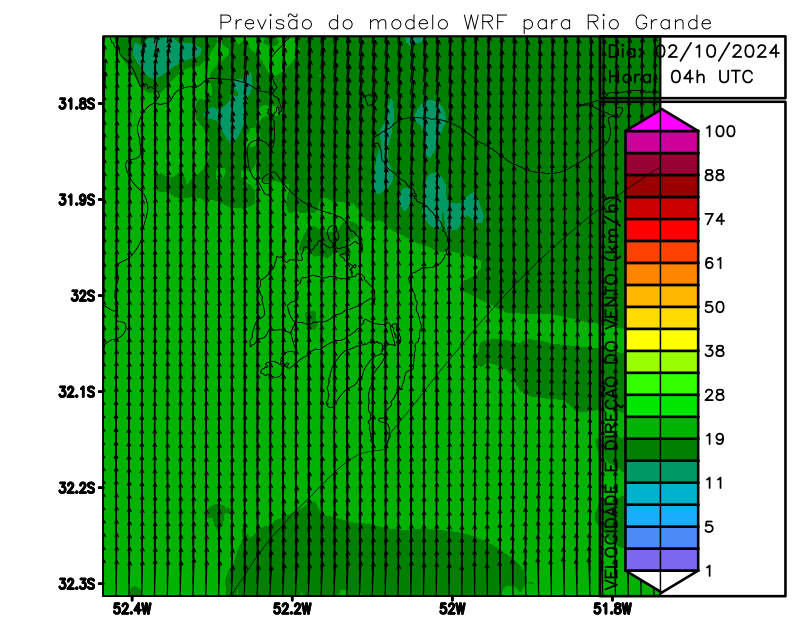 Previsão do modelo WRF para Rio Grande
Dia: 02/10/2024
Hora: 04h UTC
31.8S
31.9S
32S
32.1S
32.2S
32.3S
52.4W
52.2W
52W
51.8W
VELOCIDADE E DIREÇÃO DO VENTO (km/h)
100
88
74
61
50
38
28
19
11
5
1